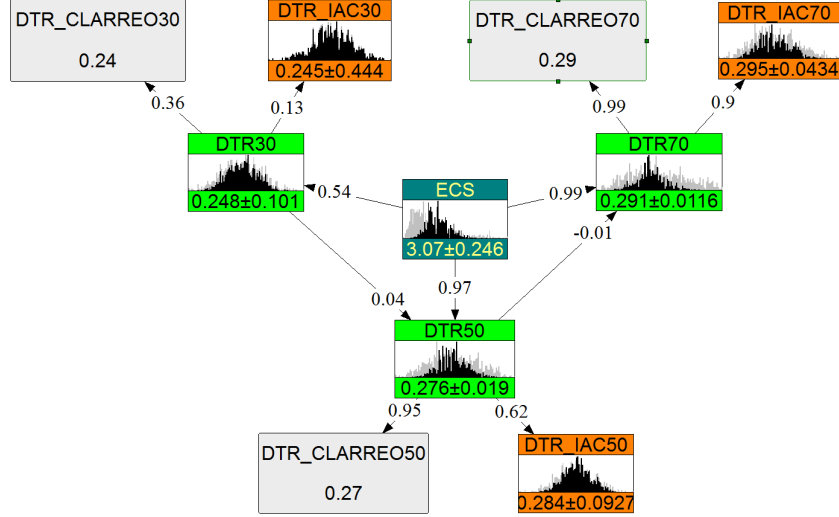 DTR_CLARREO30
0.24
DTR_IAC30
0.245±0.444
DTR_CLARREO70
0.29
DTR_IAC70
0.295±0.0434
0.36
0.13
0.99
0.9
DTR30
0.248±0.101
DTR70
0.291±0.0116
0.54
ECS
3.07±0.246
0.99
-0.01
0.04
0.97
DTR50
0.276±0.019
0.95
0.62
DTR_CLARREO50
0.27
DTR_IAC50
0.284±0.0927